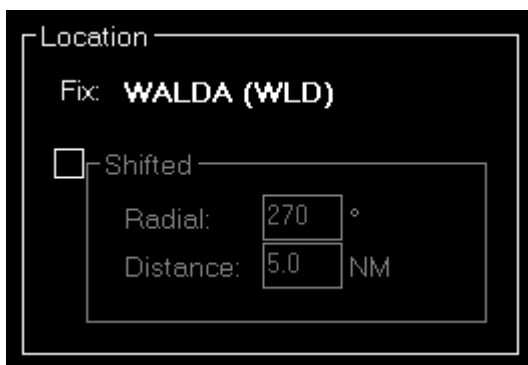 Location
Fix: WALDA (WLD)
Shifted
Radial: 270 °
Distance: 5.0 NM